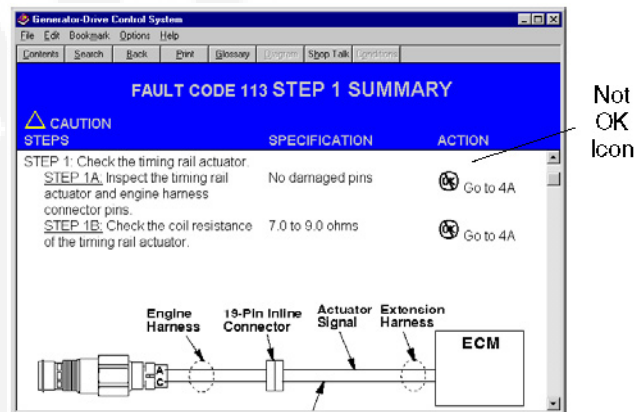 Generator-Drive Control System
File Edit Bookmark Options Help
Contents Search Back Print Glossary Diagram Shop Talk Conditions
FAULT CODE 113 STEP 1 SUMMARY
CAUTION
STEPS SPECIFICATION ACTION
STEP 1: Check the timing rail actuator.
STEP 1A: Inspect the timing rail actuator and engine harness connector pins. No damaged pins OK Go to 4A
STEP 1B: Check the coil resistance of the timing rail actuator. 7.0 to 9.0 ohms OK Go to 4A
Not
OK
Icon
Engine
Harness
19-Pin Inline
Connector
Actuator
Signal
Extension
Harness
ECM
A
C